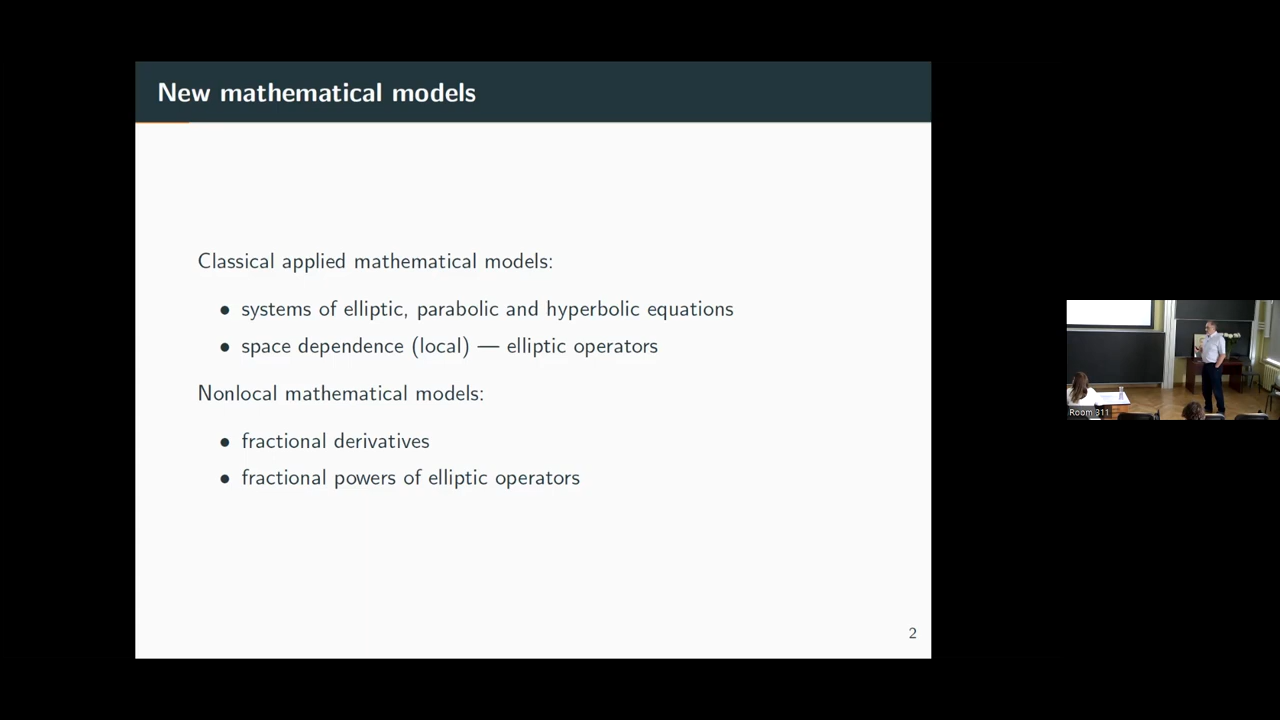 New mathematical models
Classical applied mathematical models:
• systems of elliptic, parabolic and hyperbolic equations
• space dependence (local) — elliptic operators
Nonlocal mathematical models:
• fractional derivatives
• fractional powers of elliptic operators
2
Room 311